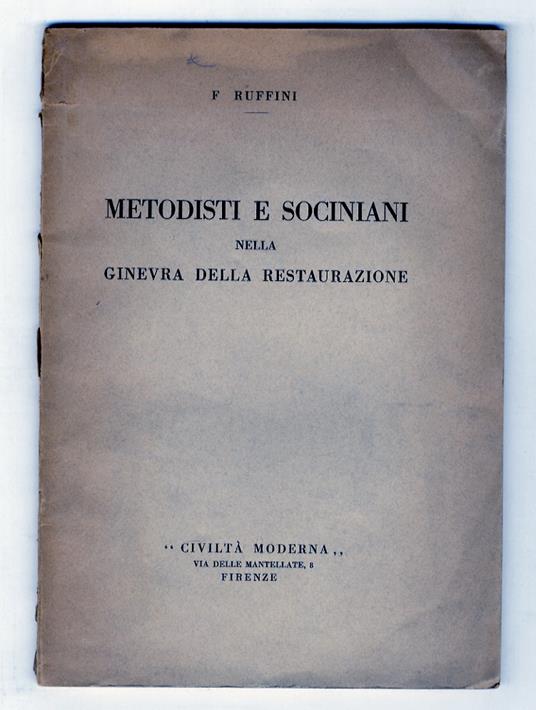 F RUFFINI
METODISTI E SOCINIANI
NELLA
GINEVRA DELLA RESTAURAZIONE
“ CIVILTÀ MODERNA „
VIA DELLE MANTELLATE, 8
FIRENZE